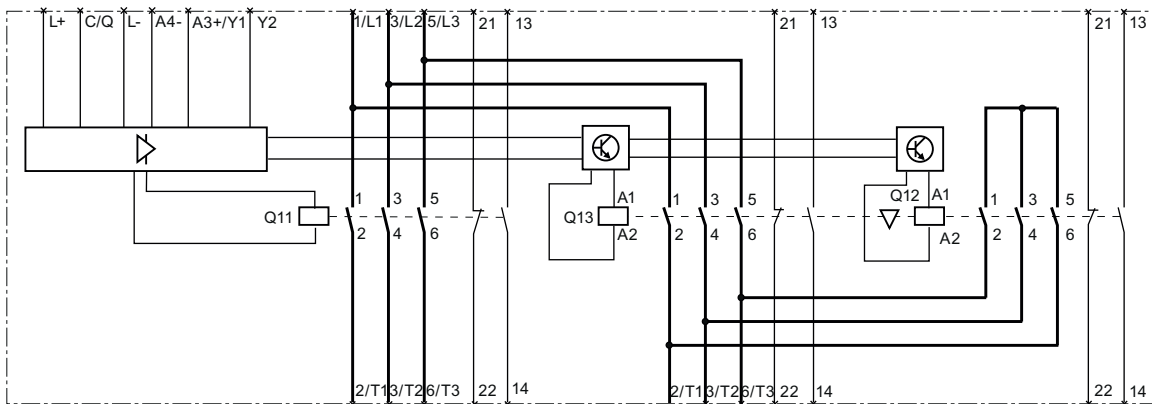 L+ C/Q L- A4- A3+/Y1 Y2 1/L1 3/L2 5/L3 21 13 21 13 21 13
Q12
1 3 5 A1 1 3 5 A1 1 3 5
Q11 Q13
2 4 6 A2 2 4 6 A2 2 4 6
2/T1 3/T2 6/T3 22 14 2/T1 3/T2 6/T3 22 14 22 14